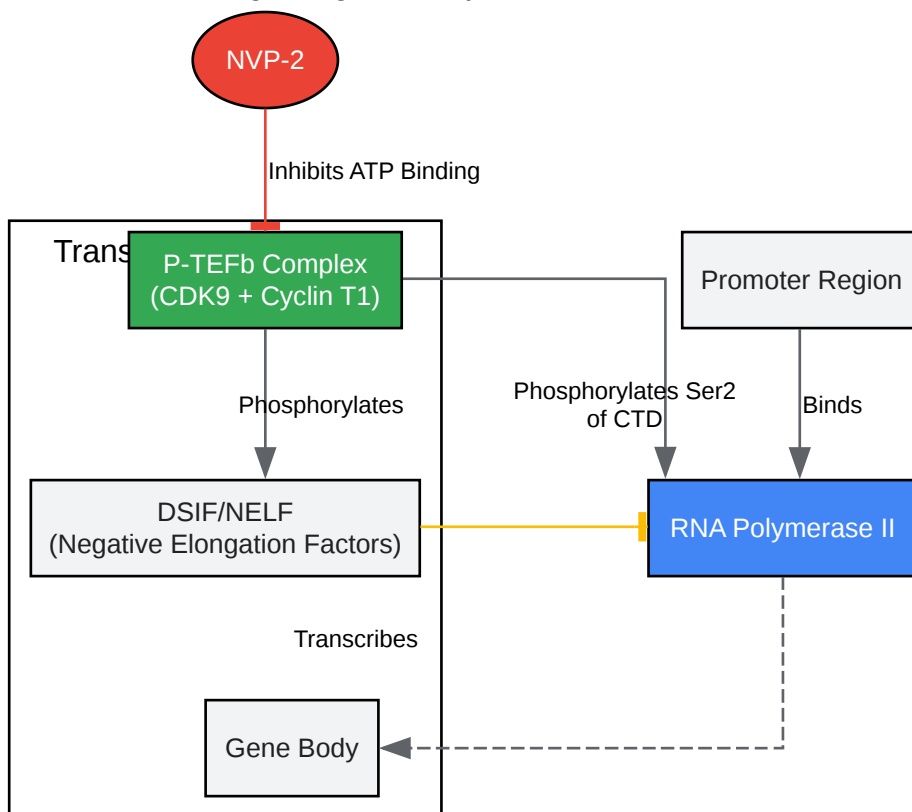 NVP-2
Inhibits ATP Binding
Trans
P-TEFb Complex
(CDK9 + Cyclin T1)
Promoter Region
Phosphorylates
Phosphorylates Ser2
of CTD
Binds
DSIF/NELF
(Negative Elongation Factors)
RNA Polymerase II
Transcribes
Gene Body